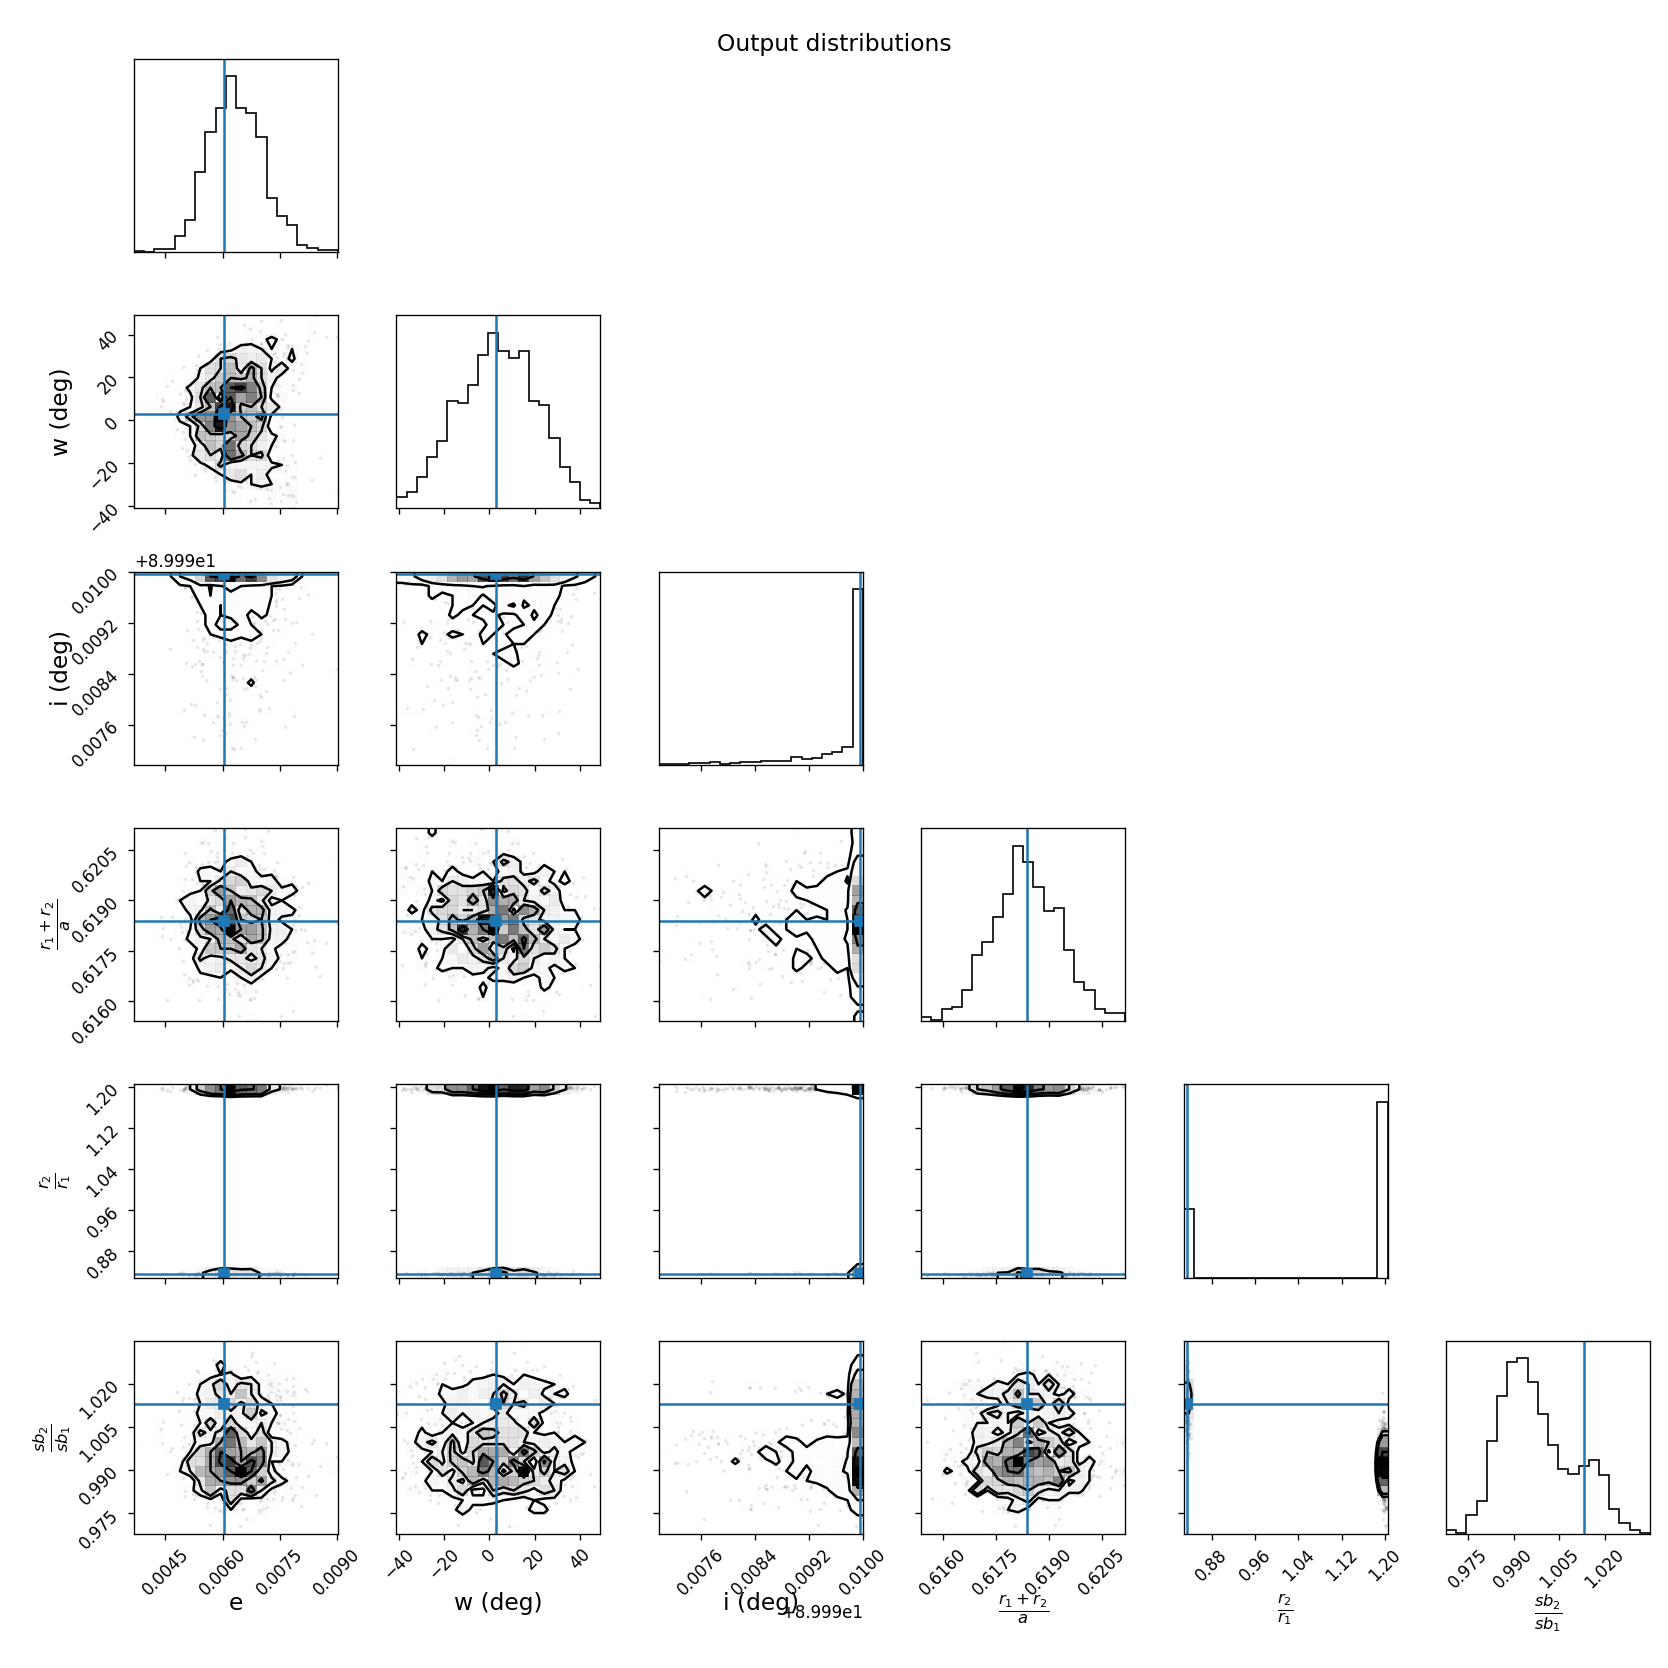 Output distributions
w (deg)
40
20
0
−20
−40
+8.999e1
i (deg)
0.0100
0.0092
0.0084
0.0076
r₁ + r₂
a
0.6205
0.6190
0.6175
0.6160
r₂
r₁
1.20
1.12
1.04
0.96
0.88
sb₂
sb₁
1.020
1.005
0.990
0.975
0.0045 0.0060 0.0075 0.0090
−40 −20 0 20 40
0.0076 0.0084 0.0092 0.0100
0.6160 0.6175 0.6190 0.6205
0.88 0.96 1.04 1.12 1.20
0.975 0.990 1.005 1.020
e
w (deg)
i (deg)
+8.999e1
r₁ + r₂
a
r₂
r₁
sb₂
sb₁